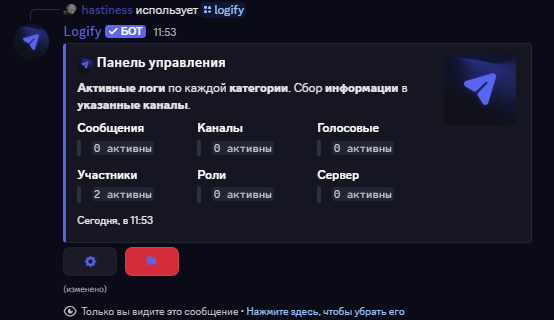 hastiness использует logify
Logify БОТ 11:53
Панель управления
Активные логи по каждой категории. Сбор информации в
указанные каналы.
Сообщения Каналы Голосовые
0 активны 0 активны 0 активны
Участники Роли Сервер
2 активны 0 активны 0 активны
Сегодня, в 11:53
(изменено)
Только вы видите это сообщение • Нажмите здесь, чтобы убрать его